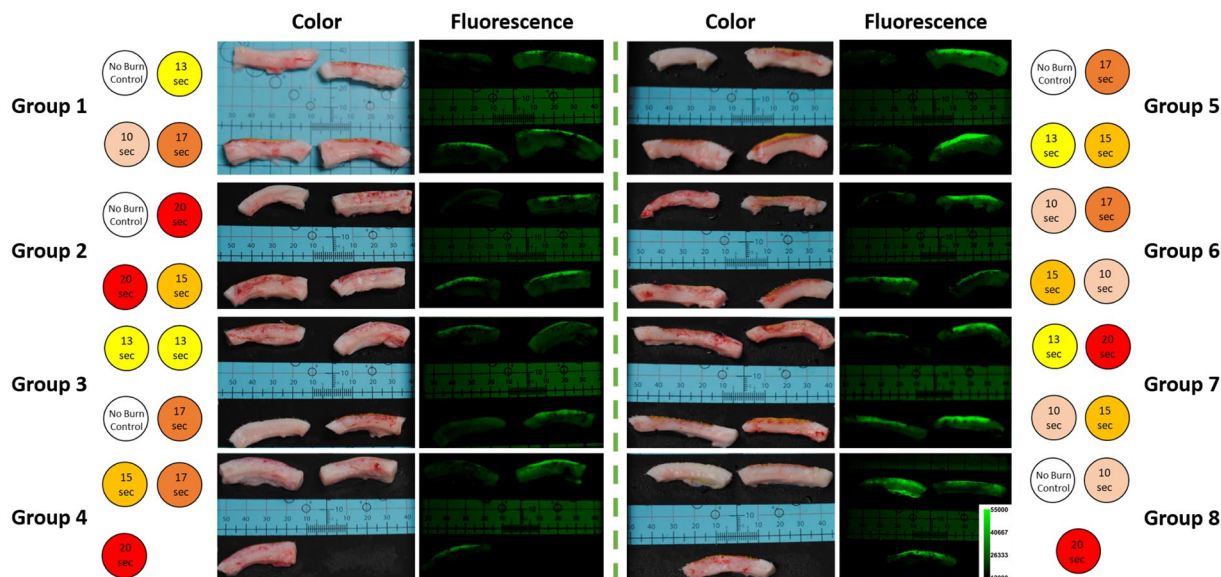 Color
Fluorescence
Color
Fluorescence
Group 1
No Burn
Control
13
sec
10
sec
17
sec
Group 2
No Burn
Control
20
sec
20
sec
15
sec
Group 3
13
sec
13
sec
No Burn
Control
17
sec
Group 4
15
sec
17
sec
20
sec
No Burn
Control
17
sec
Group 5
13
sec
15
sec
10
sec
17
sec
Group 6
15
sec
10
sec
13
sec
20
sec
Group 7
10
sec
15
sec
No Burn
Control
10
sec
Group 8
20
sec
55000
40667
26333